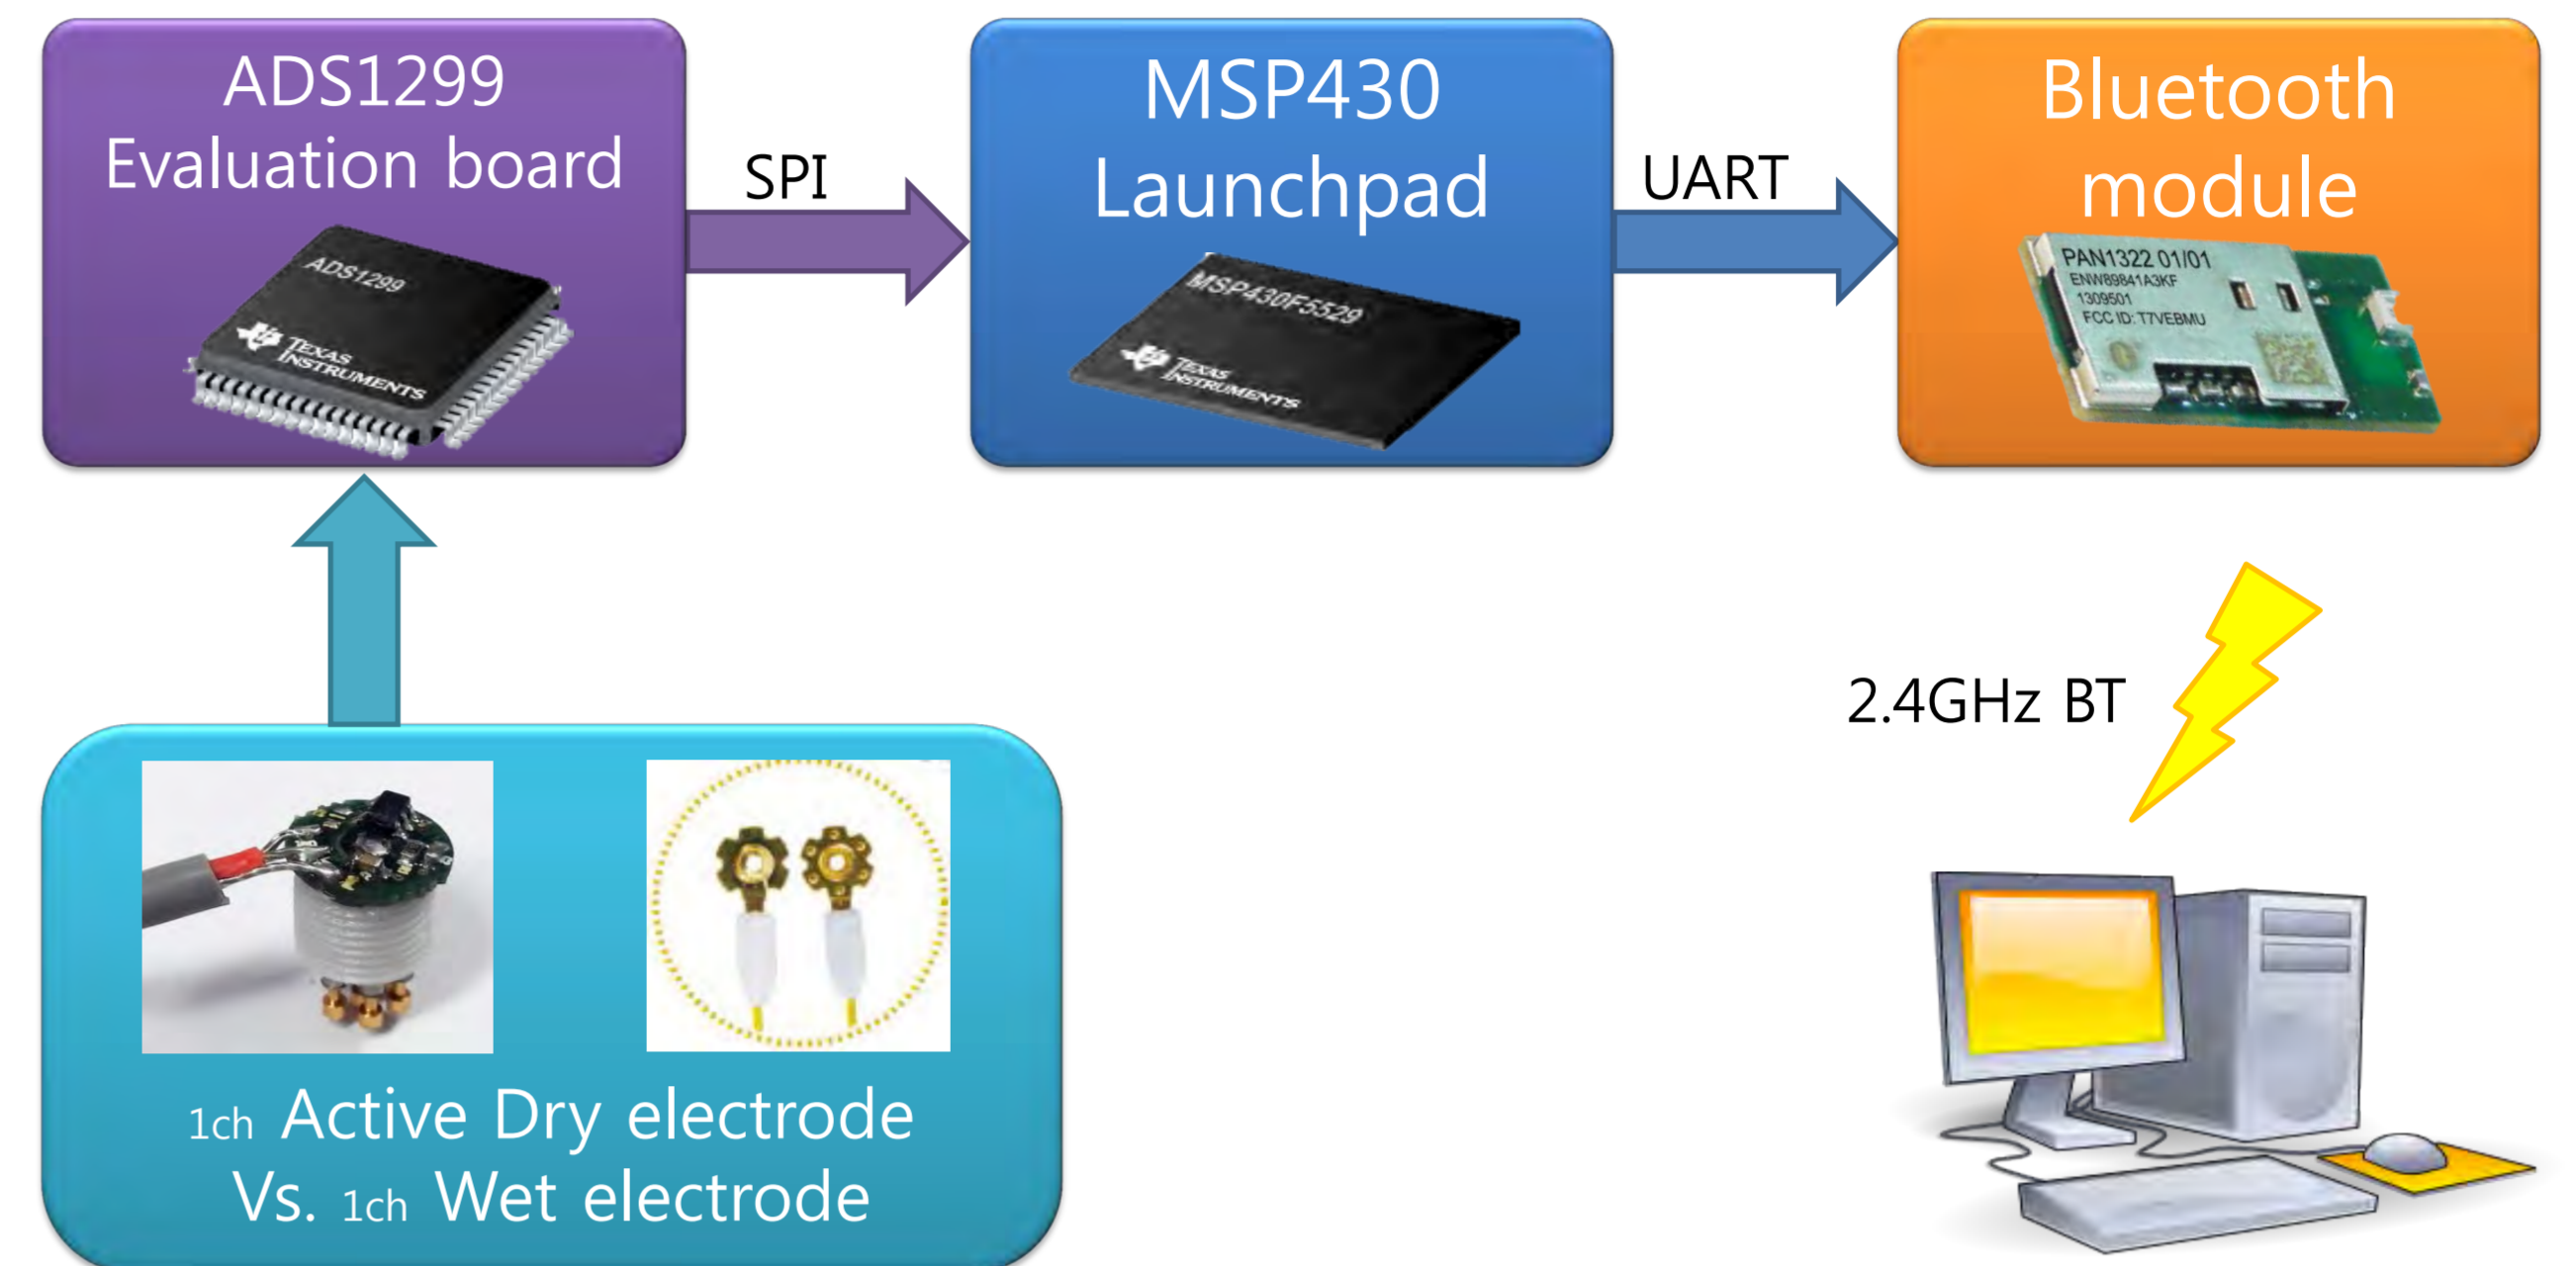 ADS1299
Evaluation board
ADS1299
TEXAS
INSTRUMENTS
SPI
MSP430
Launchpad
MSP430F5529
TEXAS
INSTRUMENTS
UART
Bluetooth
module
PAN1322 01/01
ENW89841A3KF
1309501
FCC ID: T7VEBMU
2.4GHz BT
1ch Active Dry electrode
Vs. 1ch Wet electrode